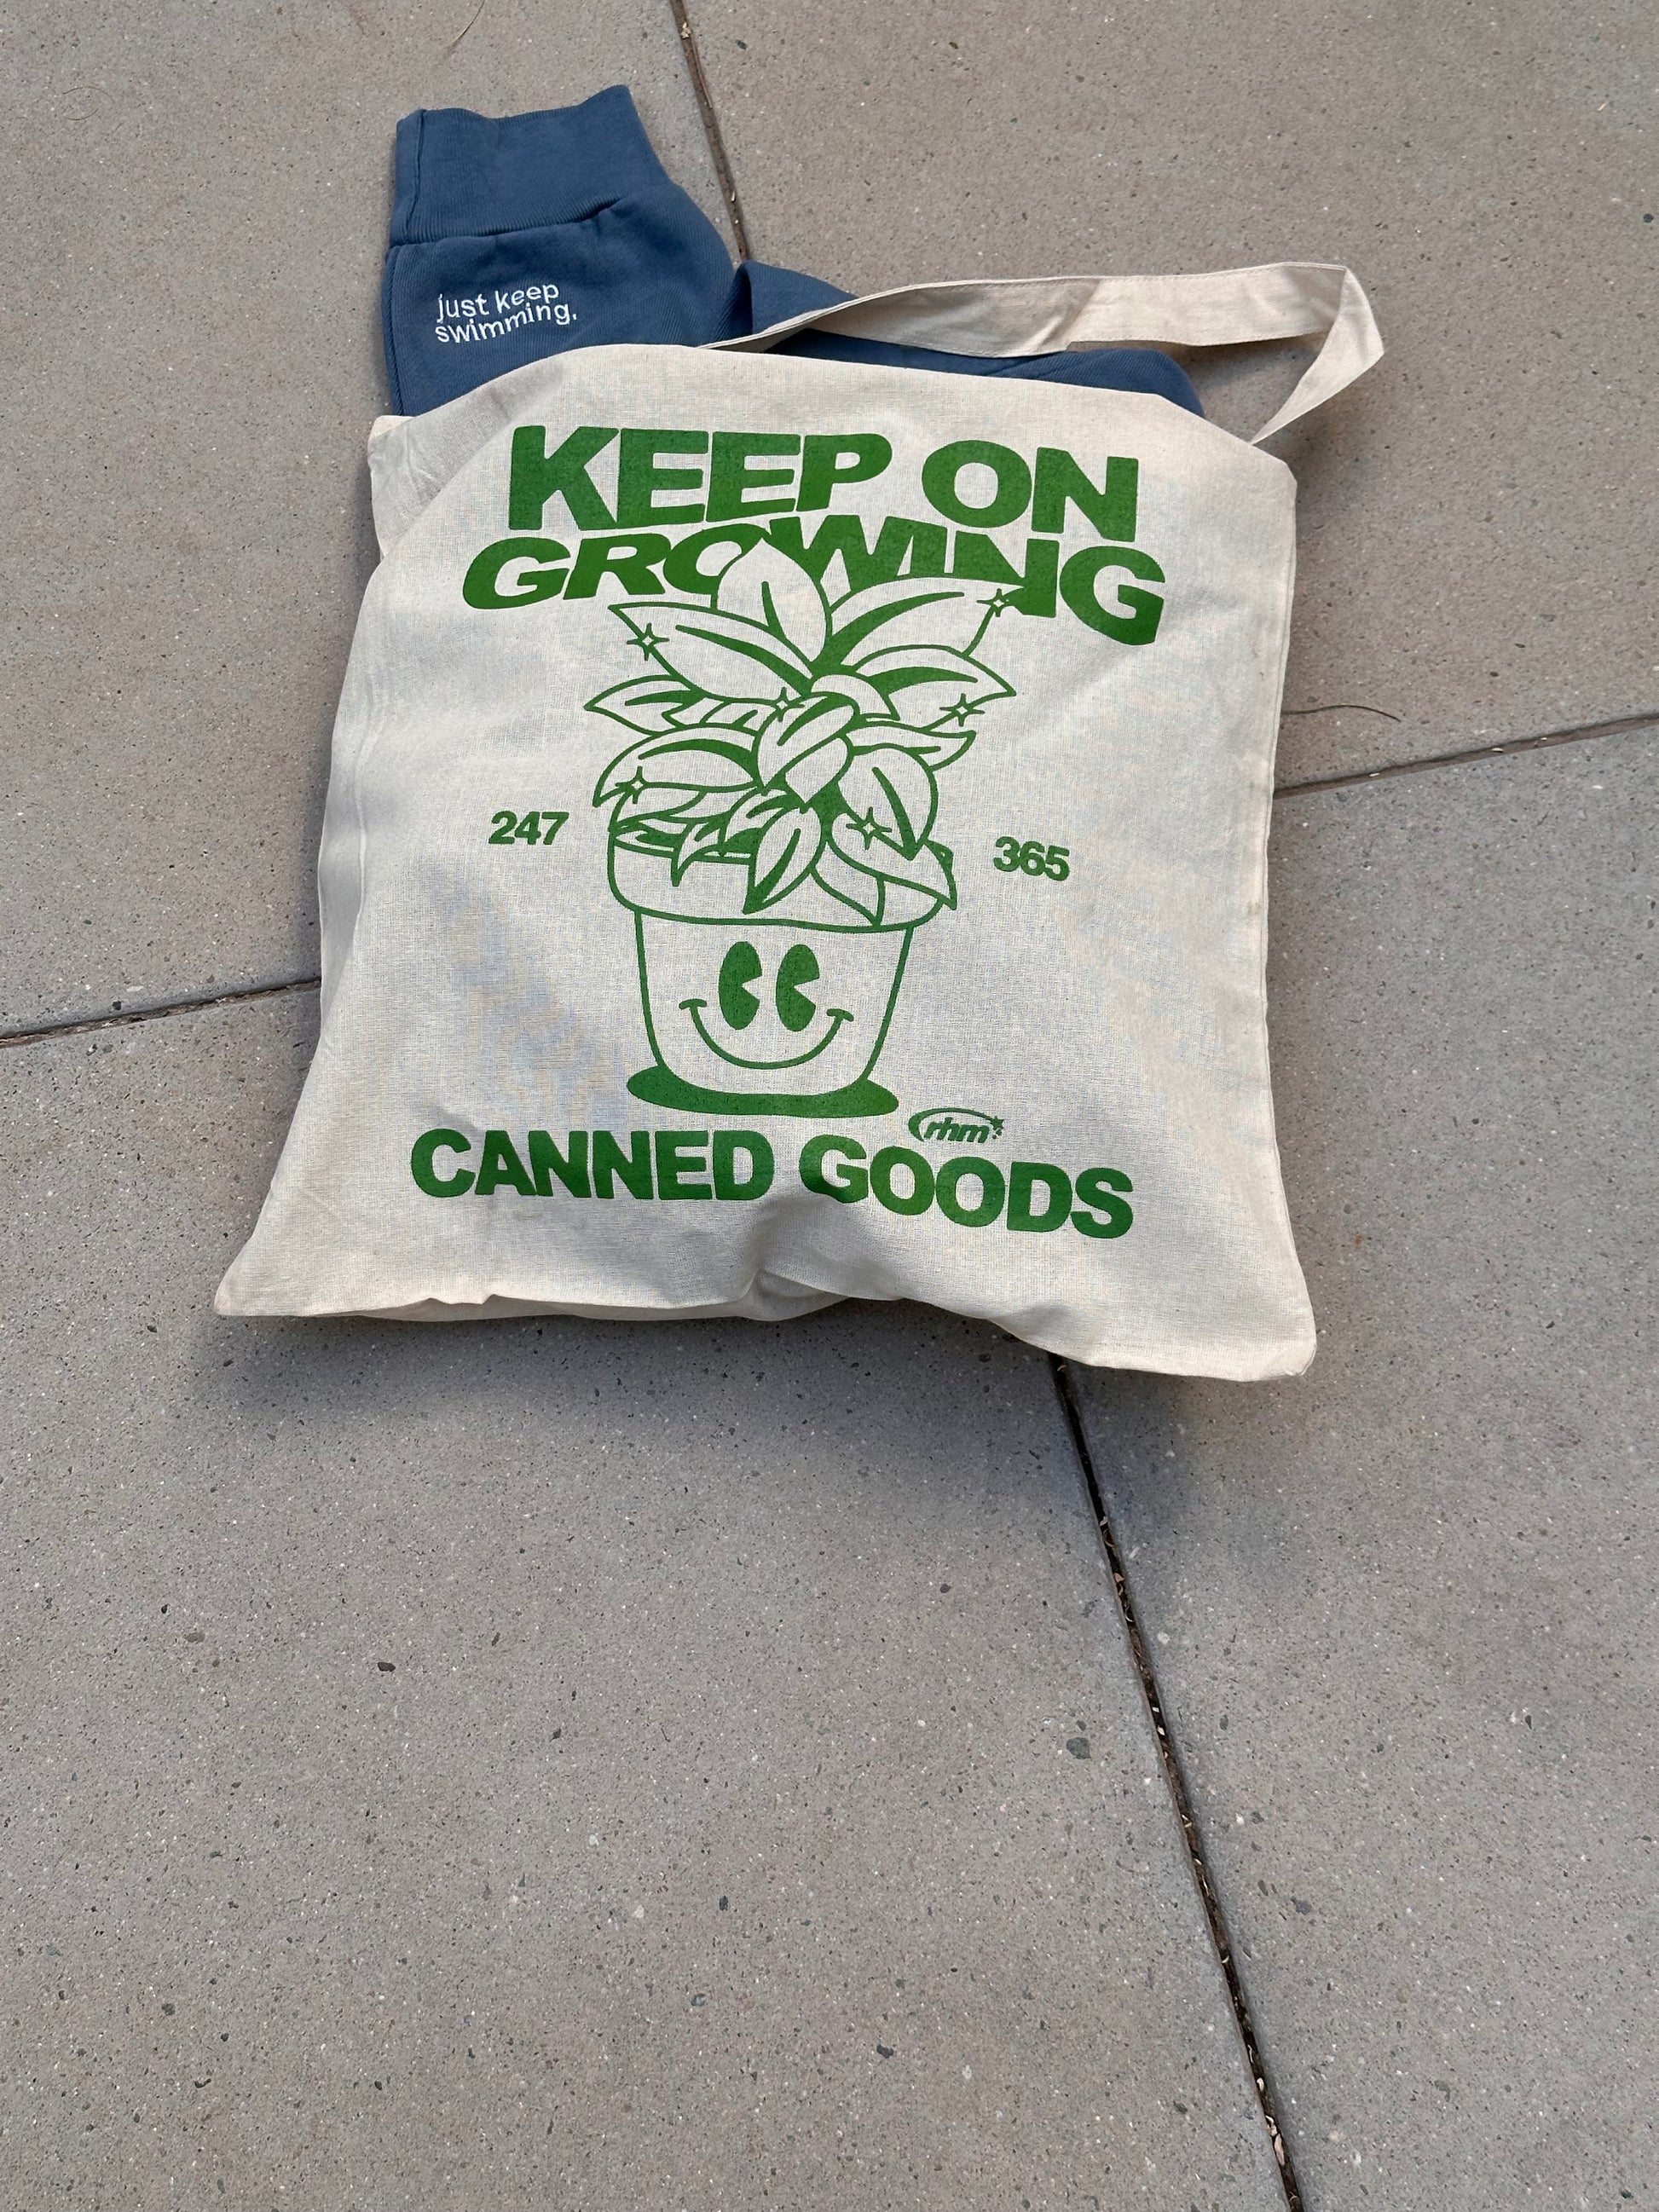 just keep
swimming.
KEEP ON
GROWING
247
365
rhm
CANNED GOODS